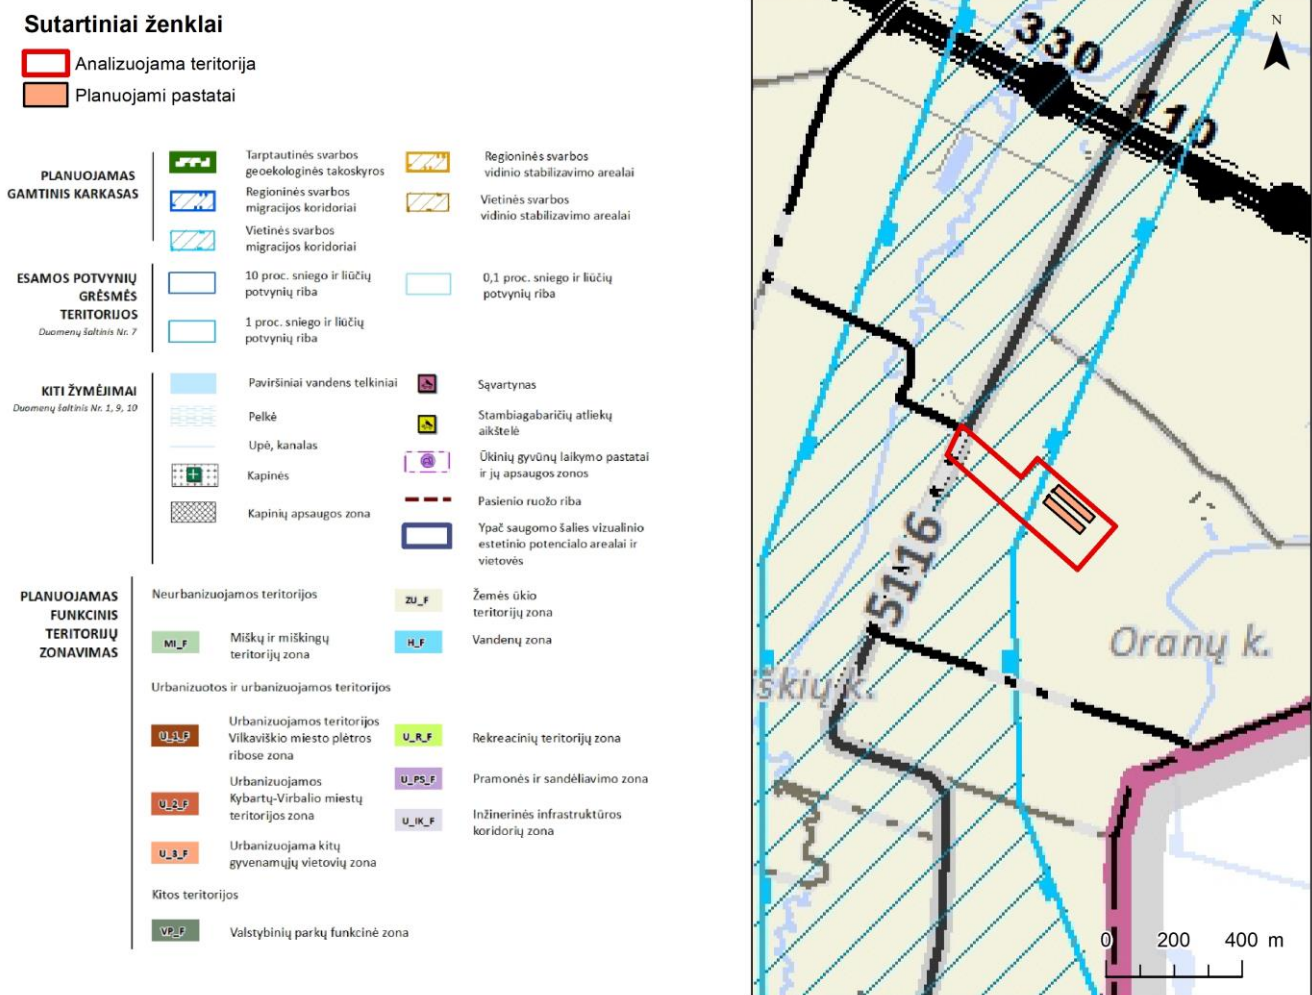 Sutartiniai ženklai
Analizuojama teritorija
Planuojami pastatai
PLANUOJAMAS
GAMTINIS KARKASAS
Tarptautinės svarbos
geoekologinės takoskyros
Regioninės svarbos
migracijos koridoriai
Vietinės svarbos
migracijos koridoriai
Regioninės svarbos
vidinio stabilizavimo arealai
Vietinės svarbos
vidinio stabilizavimo arealai
ESAMOS POTVYNIŲ
GRĖSMĖS
TERITORIJOS
Duomenų šaltinis Nr. 7
10 proc. sniego ir liūčių
potvynių riba
1 proc. sniego ir liūčių
potvynių riba
0,1 proc. sniego ir liūčių
potvynių riba
KITI ŽYMĖJIMAI
Duomenų šaltinis Nr. 1, 9, 10
Paviršiniai vandens telkiniai
Pelkė
Upė, kanalas
Kapinės
Kapinių apsaugos zona
Sąvartynas
Stambiagabaričių atliekų
aikštelė
Ūkinių gyvūnų laikymo pastatai
ir jų apsaugos zonos
Pasienio ruožo riba
Ypač saugomo šalies vizualinio
estetinio potencialo arealai ir
vietovės
PLANUOJAMAS
FUNKCINIS
TERITORIJŲ
ZONAVIMAS
Neurbanizuojamos teritorijos
MI_F
Miškų ir miškingų
teritorijų zona
ZU_F
Žemės ūkio
teritorijų zona
H_F
Vandenų zona
Urbanizuotos ir urbanizuojamos teritorijos
U_1_F
Urbanizuojamos teritorijos
Vilkaviškio miesto plėtros
ribose zona
U_2_F
Urbanizuojamos
Kybartų-Virbalio miestų
teritorijos zona
U_3_F
Urbanizuojama kitų
gyvenamųjų vietovių zona
U_R_F
Rekreacinių teritorijų zona
U_PS_F
Pramonės ir sandėliavimo zona
U_IK_F
Inžinerinės infrastruktūros
koridorių zona
Kitos teritorijos
VP_F
Valstybinių parkų funkcinė zona
N
330
110
5116
Oranų k.
iškių k.
0 200 400 m